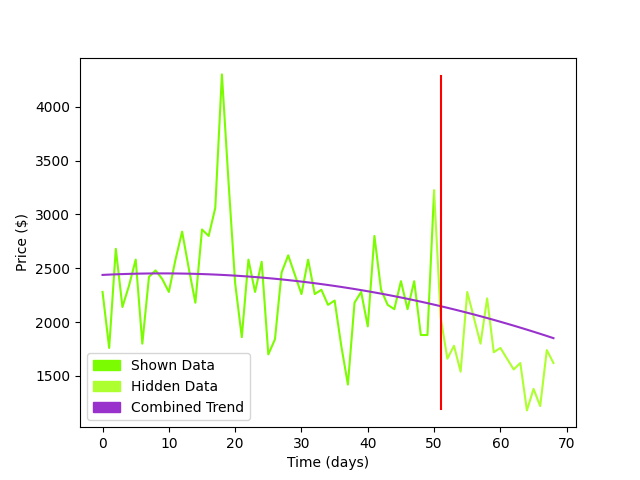 4000
3500
3000
2500
2000
1500
Price ($)
Shown Data
Hidden Data
Combined Trend
0 10 20 30 40 50 60 70
Time (days)